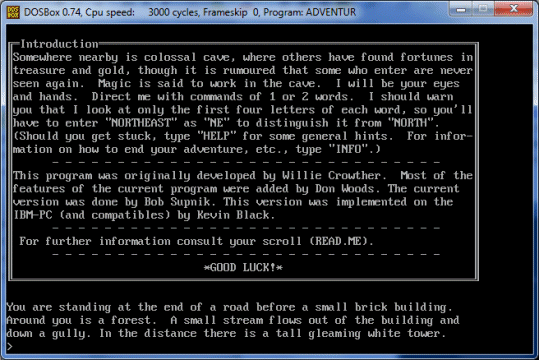 DOSBox 0.74, Cpu speed: 3000 cycles, Frameskip 0, Program: ADVENTUR
Introduction
Somewhere nearby is colossal cave, where others have found fortunes in
treasure and gold, though it is rumoured that some who enter are never
seen again. Magic is said to work in the cave. I will be your eyes
and hands. Direct me with commands of 1 or 2 words. I should warn
you that I look at only the first four letters of each word, so you'll
have to enter "NORTHEAST" as "NE" to distinguish it from "NORTH".
(Should you get stuck, type "HELP" for some general hints. For infor-
mation on how to end your adventure, etc., type "INFO".)
This program was originally developed by Willie Crowther. Most of the
features of the current program were added by Don Woods. The current
version was done by Bob Supnik. This version was implemented on the
IBM-PC (and compatibles) by Kevin Black.
For further information consult your scroll (READ.ME).
*GOOD LUCK!*
You are standing at the end of a road before a small brick building.
Around you is a forest. A small stream flows out of the building and
down a gully. In the distance there is a tall gleaming white tower.
>